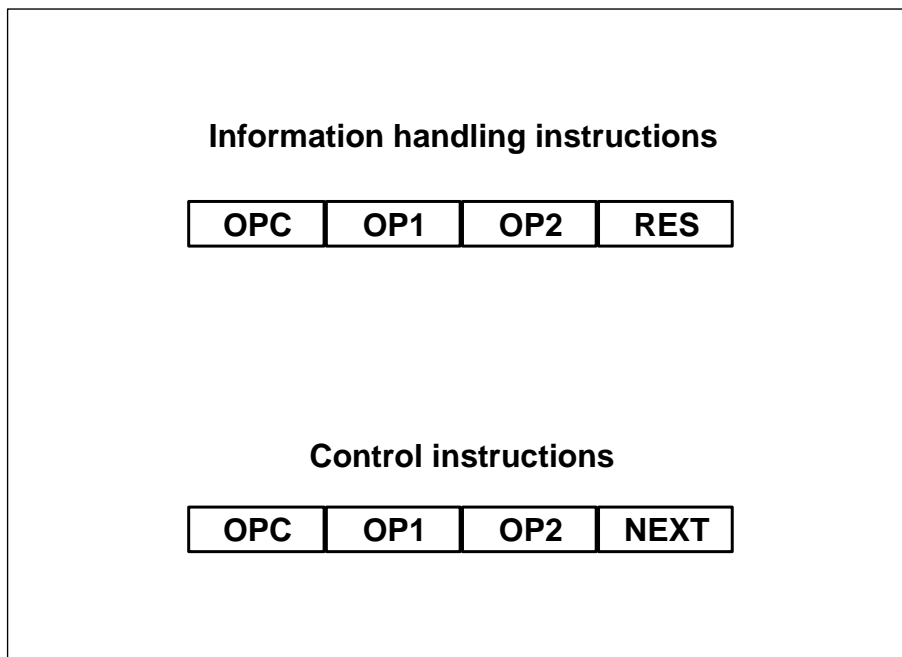 Information handling instructions
OPC OP1 OP2 RES
Control instructions
OPC OP1 OP2 NEXT